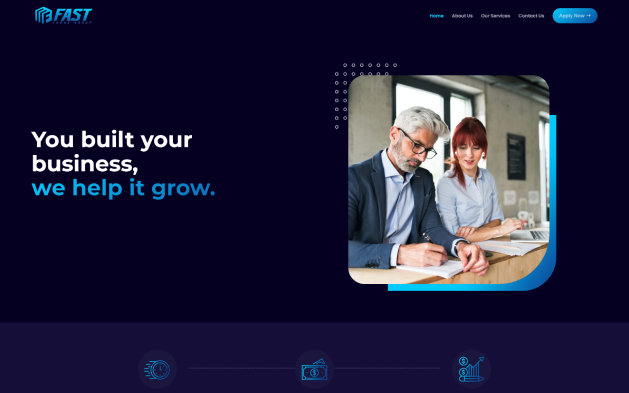 FAST
Home About Us Our Services Contact Us Apply Now →
You built your
business,
we help it grow.